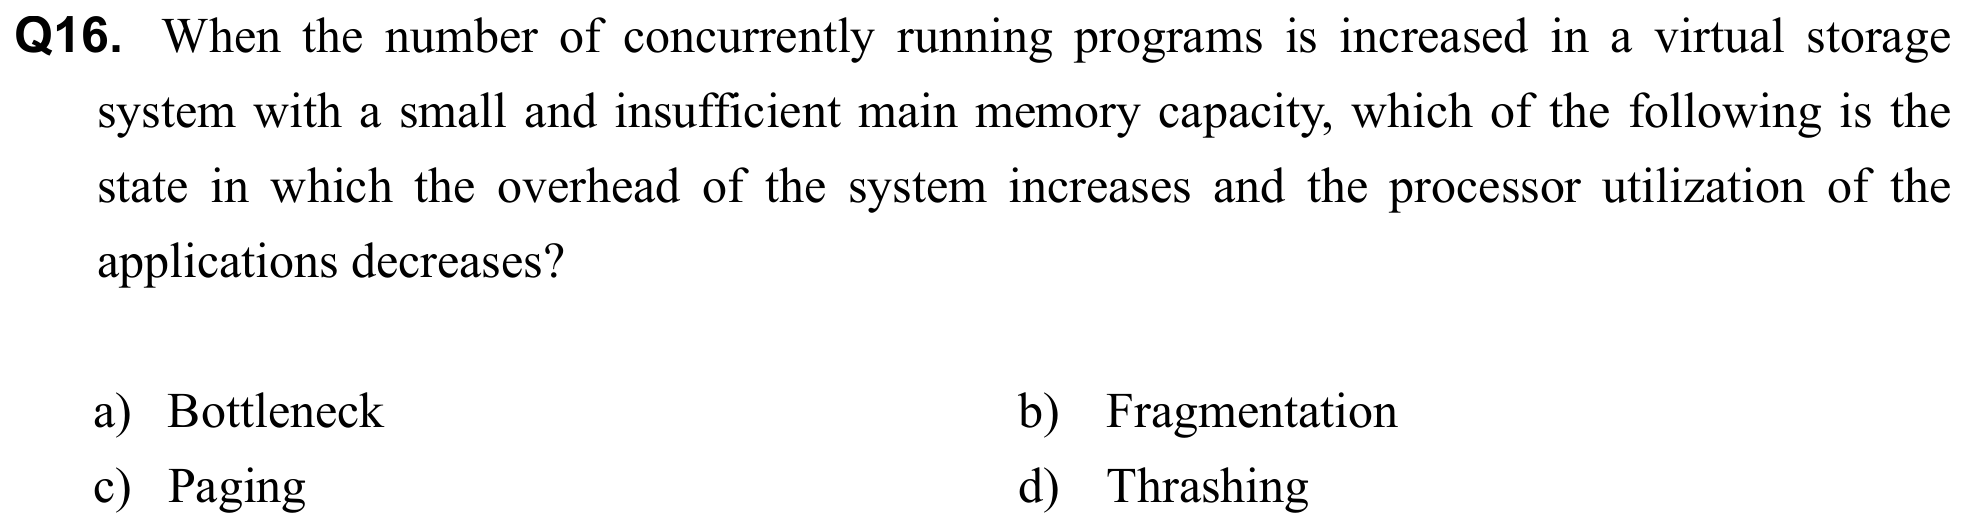 Q16. When the number of concurrently running programs is increased in a virtual storage
system with a small and insufficient main memory capacity, which of the following is the
state in which the overhead of the system increases and the processor utilization of the
applications decreases?
a) Bottleneck b) Fragmentation
c) Paging d) Thrashing